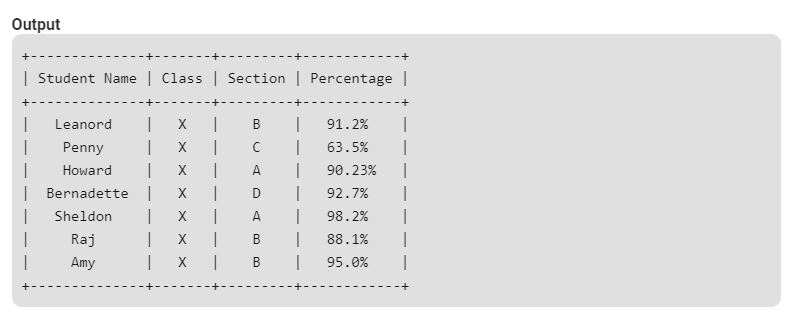 Output
+--------------+-------+---------+------------+
| Student Name | Class | Section | Percentage |
+--------------+-------+---------+------------+
|   Leanord    |   X   |    B    |   91.2%    |
|    Penny     |   X   |    C    |   63.5%    |
|    Howard    |   X   |    A    |   90.23%   |
|  Bernadette  |   X   |    D    |   92.7%    |
|   Sheldon    |   X   |    A    |   98.2%    |
|     Raj      |   X   |    B    |   88.1%    |
|     Amy      |   X   |    B    |   95.0%    |
+--------------+-------+---------+------------+